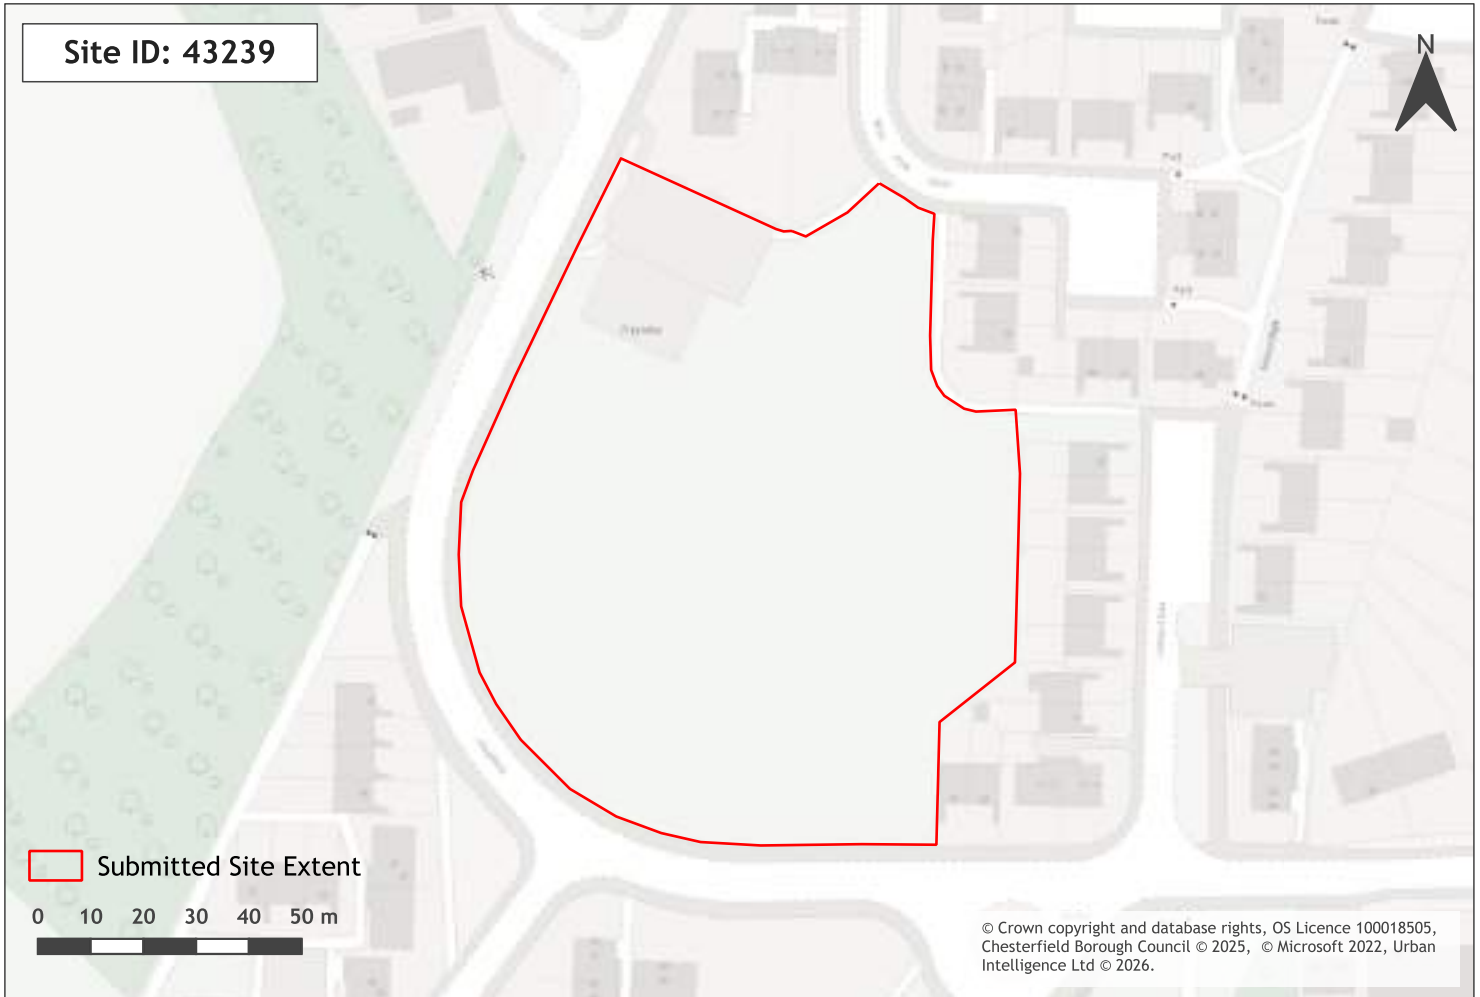 Site ID: 43239
N
Submitted Site Extent
0 10 20 30 40 50 m
© Crown copyright and database rights, OS Licence 100018505,
Chesterfield Borough Council © 2025, © Microsoft 2022, Urban
Intelligence Ltd © 2026.